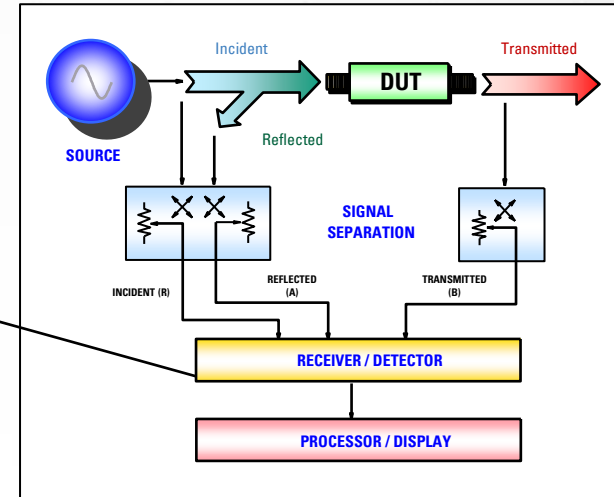 Incident
Transmitted
DUT
Reflected
SOURCE
SIGNAL
SEPARATION
INCIDENT (R)
REFLECTED
(A)
TRANSMITTED
(B)
RECEIVER / DETECTOR
PROCESSOR / DISPLAY